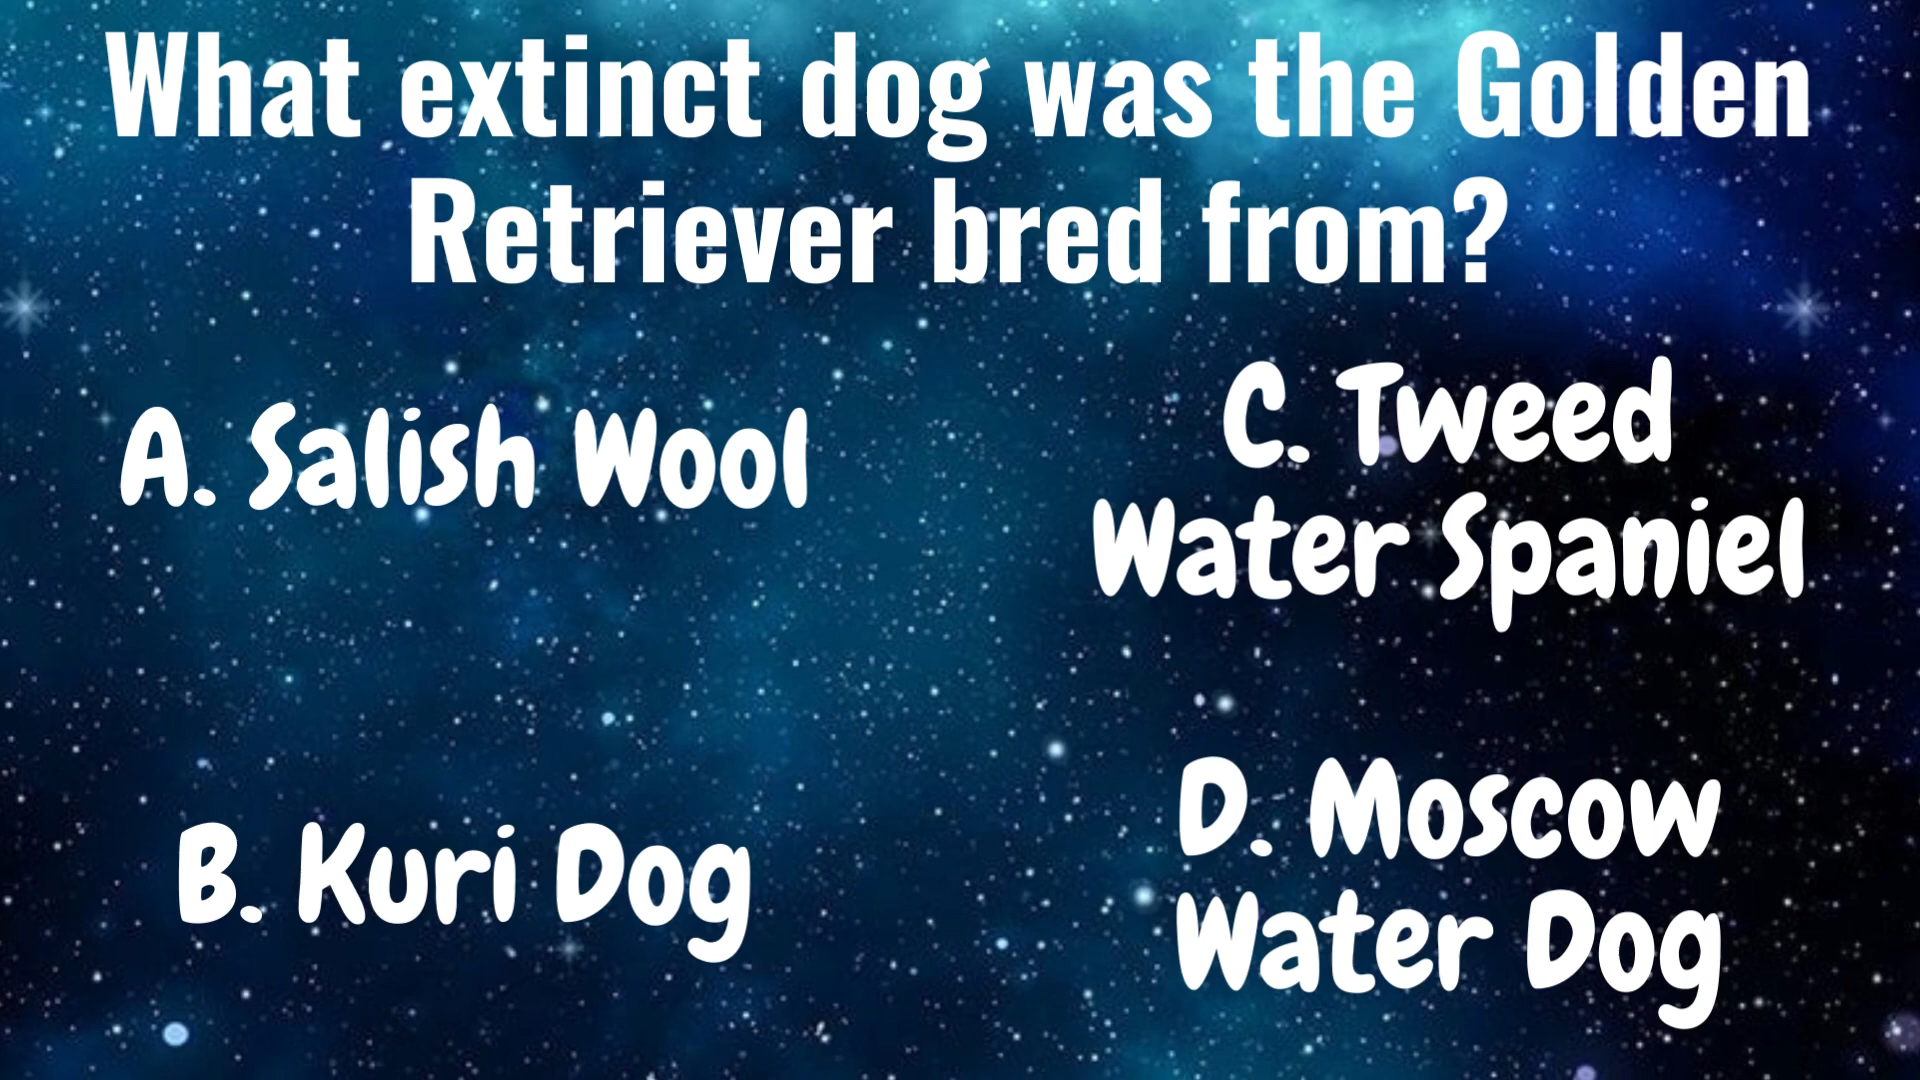 What extinct dog was the Golden
Retriever bred from?
A. Salish Wool
B. Kuri Dog
C. Tweed
Water Spaniel
D. Moscow
Water Dog